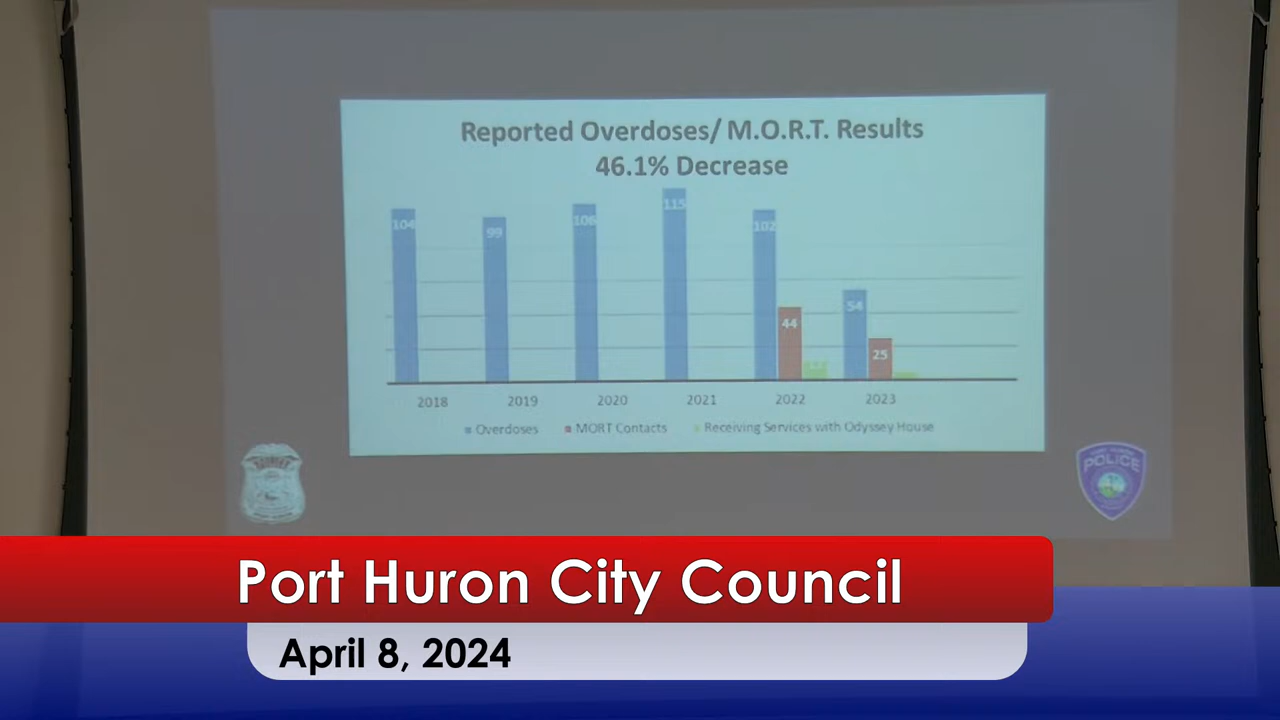 Reported Overdoses/ M.O.R.T. Results
46.1% Decrease
104
99
106
115
102
44
54
25
2018
2019
2020
2021
2022
2023
Overdoses
MORT Contacts
Receiving Services with Odyssey House
POLICE
Port Huron City Council
April 8, 2024